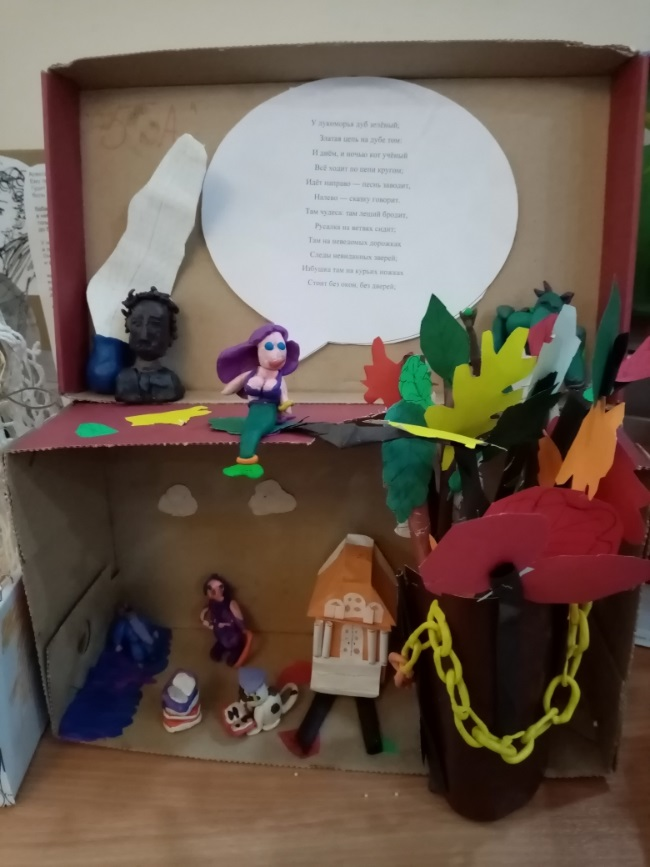 У лукоморья дуб зелёный;
Златая цепь на дубе том:
И днём, и ночью кот учёный
Всё ходит по цепи кругом;
Идёт направо — песнь заводит,
Налево — сказку говорит.
Там чудеса: там леший бродит,
Русалка на ветвях сидит;
Там на неведомых дорожках
Следы невиданных зверей;
Избушка там на курьих ножках
Стоит без окон, без дверей;